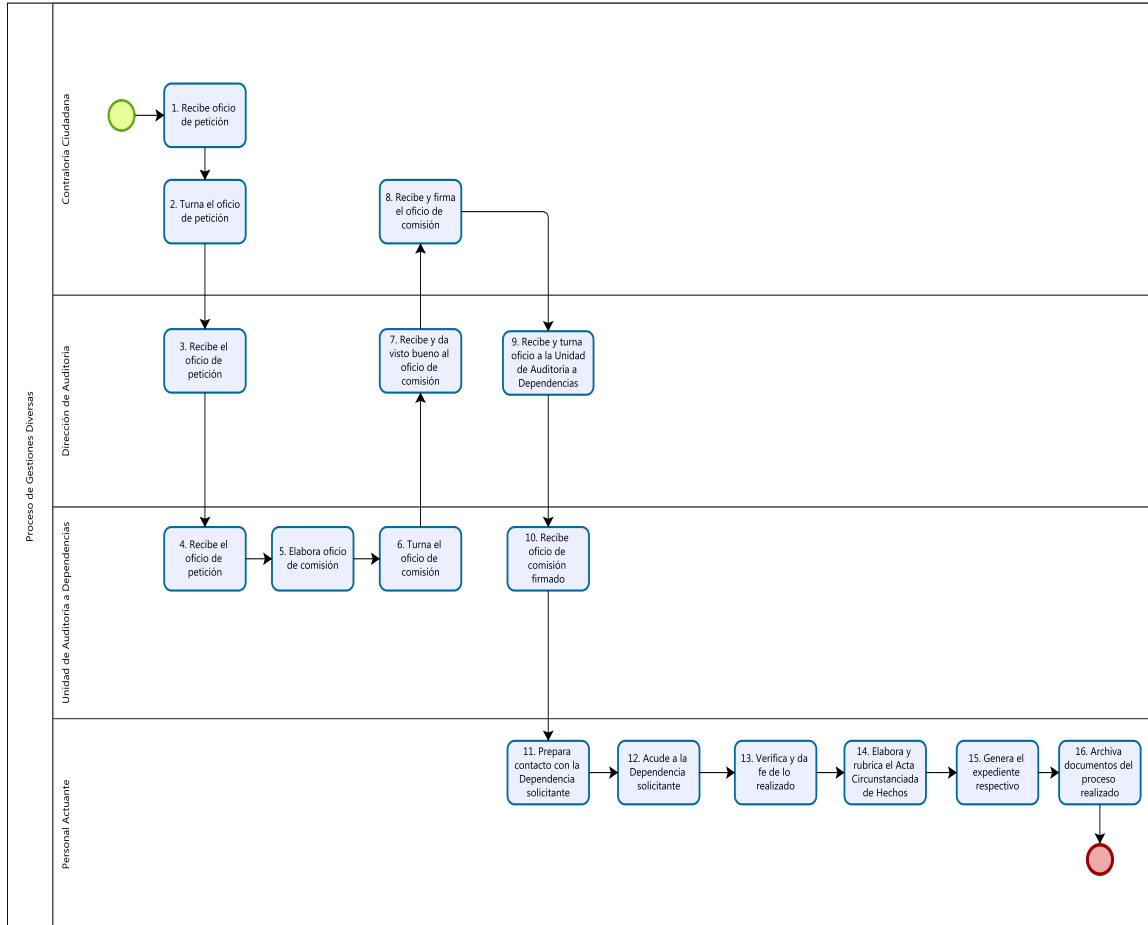 Proceso de Gestiones Diversas
Contraloría Ciudadana
1. Recibe oficio
de petición
2. Turna el oficio
de petición
8. Recibe y firma
el oficio de
comisión
Dirección de Auditoría
3. Recibe el
oficio de
petición
7. Recibe y da
visto bueno al
oficio de
comisión
9. Recibe y turna
oficio a la Unidad
de Auditoria a
Dependencias
Unidad de Auditoría a Dependencias
4. Recibe el
oficio de
petición
5. Elabora oficio
de comisión
6. Turna el
oficio de
comisión
10. Recibe
oficio de
comisión
firmado
Personal Actuante
11. Prepara
contacto con la
Dependencia
solicitante
12. Acude a la
Dependencia
solicitante
13. Verifica y da
fe de lo
realizado
14. Elabora y
rubrica el Acta
Circunstanciada
de Hechos
15. Genera el
expediente
respectivo
16. Archiva
documentos del
proceso
realizado